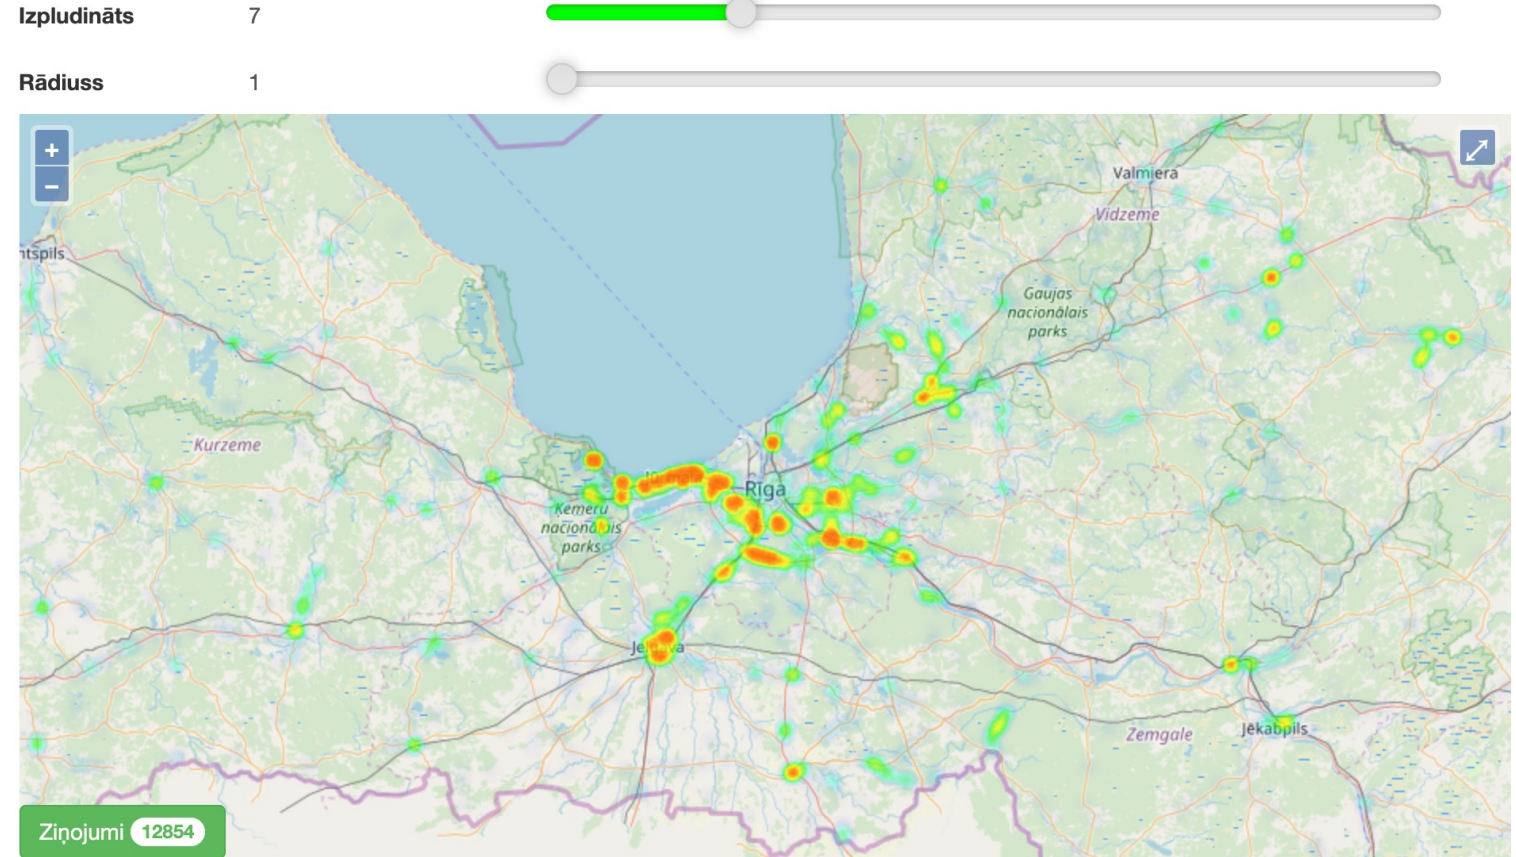 Izpludināts 7
Rādiuss 1
+
−
Valmiera
Vidzeme
ntspils
Gaujas
nacionālais
parks
Kurzeme
Rīga
Ķemeru
nacionālais
parks
Jelgava
Zemgale
Jēkabpils
Ziņojumi 12854